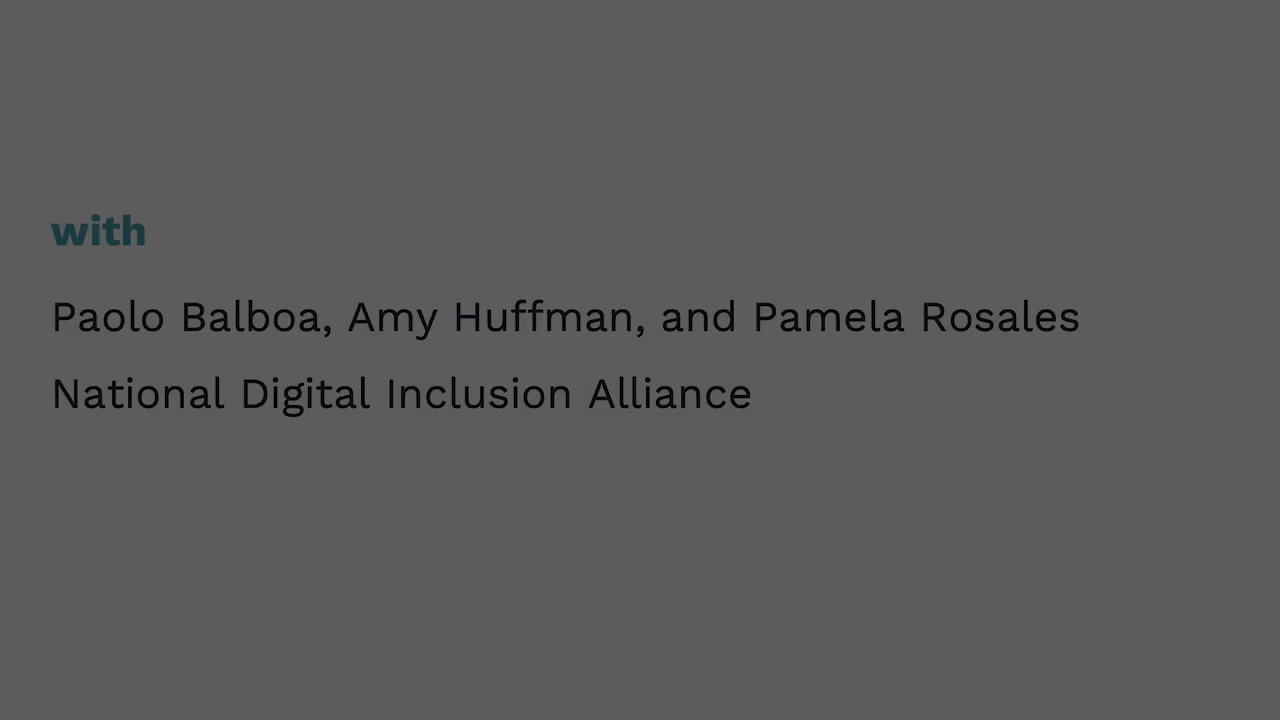 with
Paolo Balboa, Amy Huffman, and Pamela Rosales
National Digital Inclusion Alliance